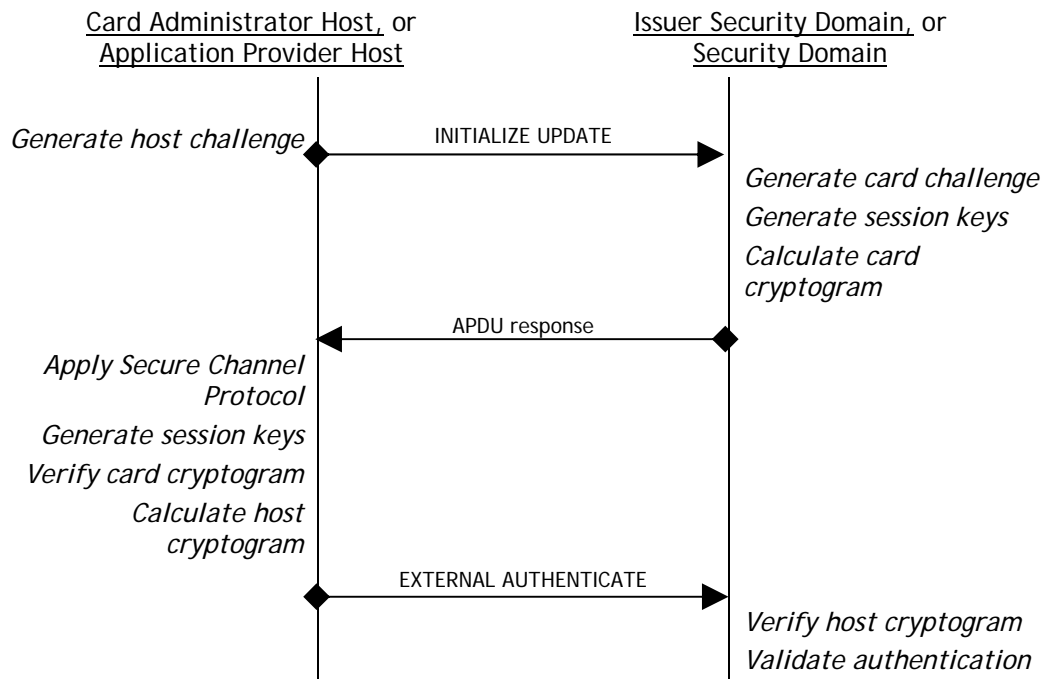 Card Administrator Host, or
Application Provider Host
Issuer Security Domain, or
Security Domain
Generate host challenge
INITIALIZE UPDATE
Generate card challenge
Generate session keys
Calculate card
cryptogram
APDU response
Apply Secure Channel
Protocol
Generate session keys
Verify card cryptogram
Calculate host
cryptogram
EXTERNAL AUTHENTICATE
Verify host cryptogram
Validate authentication